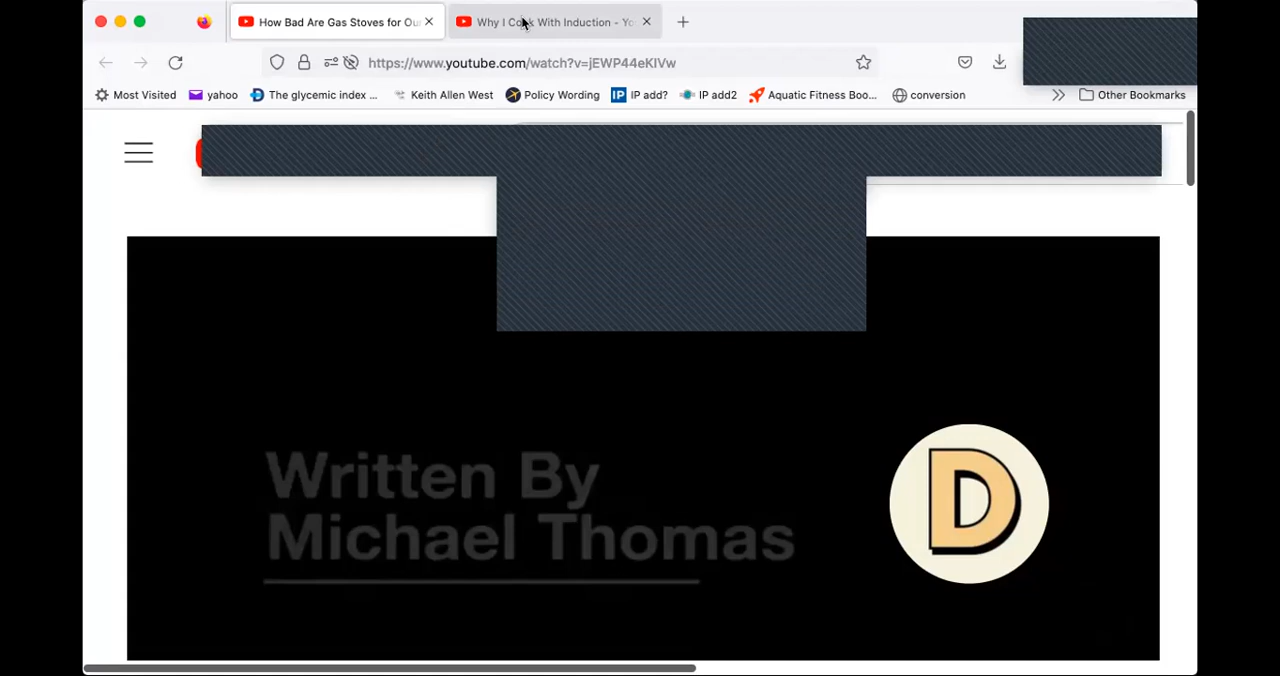 How Bad Are Gas Stoves for Ou
Why I Cook With Induction - Yo
https://www.youtube.com/watch?v=jEWP44eKIVw
Most Visited
yahoo
The glycemic index ...
Keith Allen West
Policy Wording
IP IP add?
IP add2
Aquatic Fitness Boo...
conversion
Other Bookmarks
Written By
Michael Thomas
D